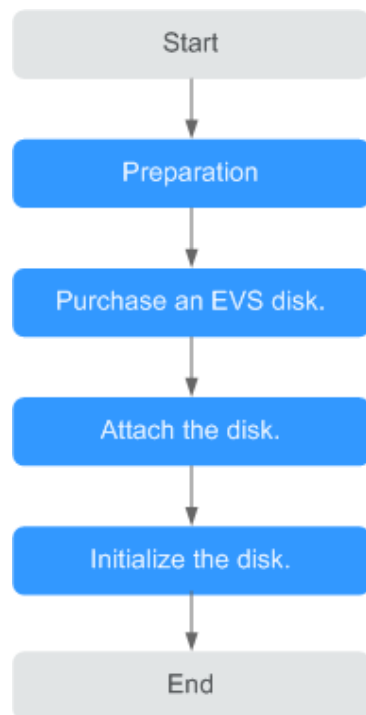 Start
Preparation
Purchase an EVS disk.
Attach the disk.
Initialize the disk.
End